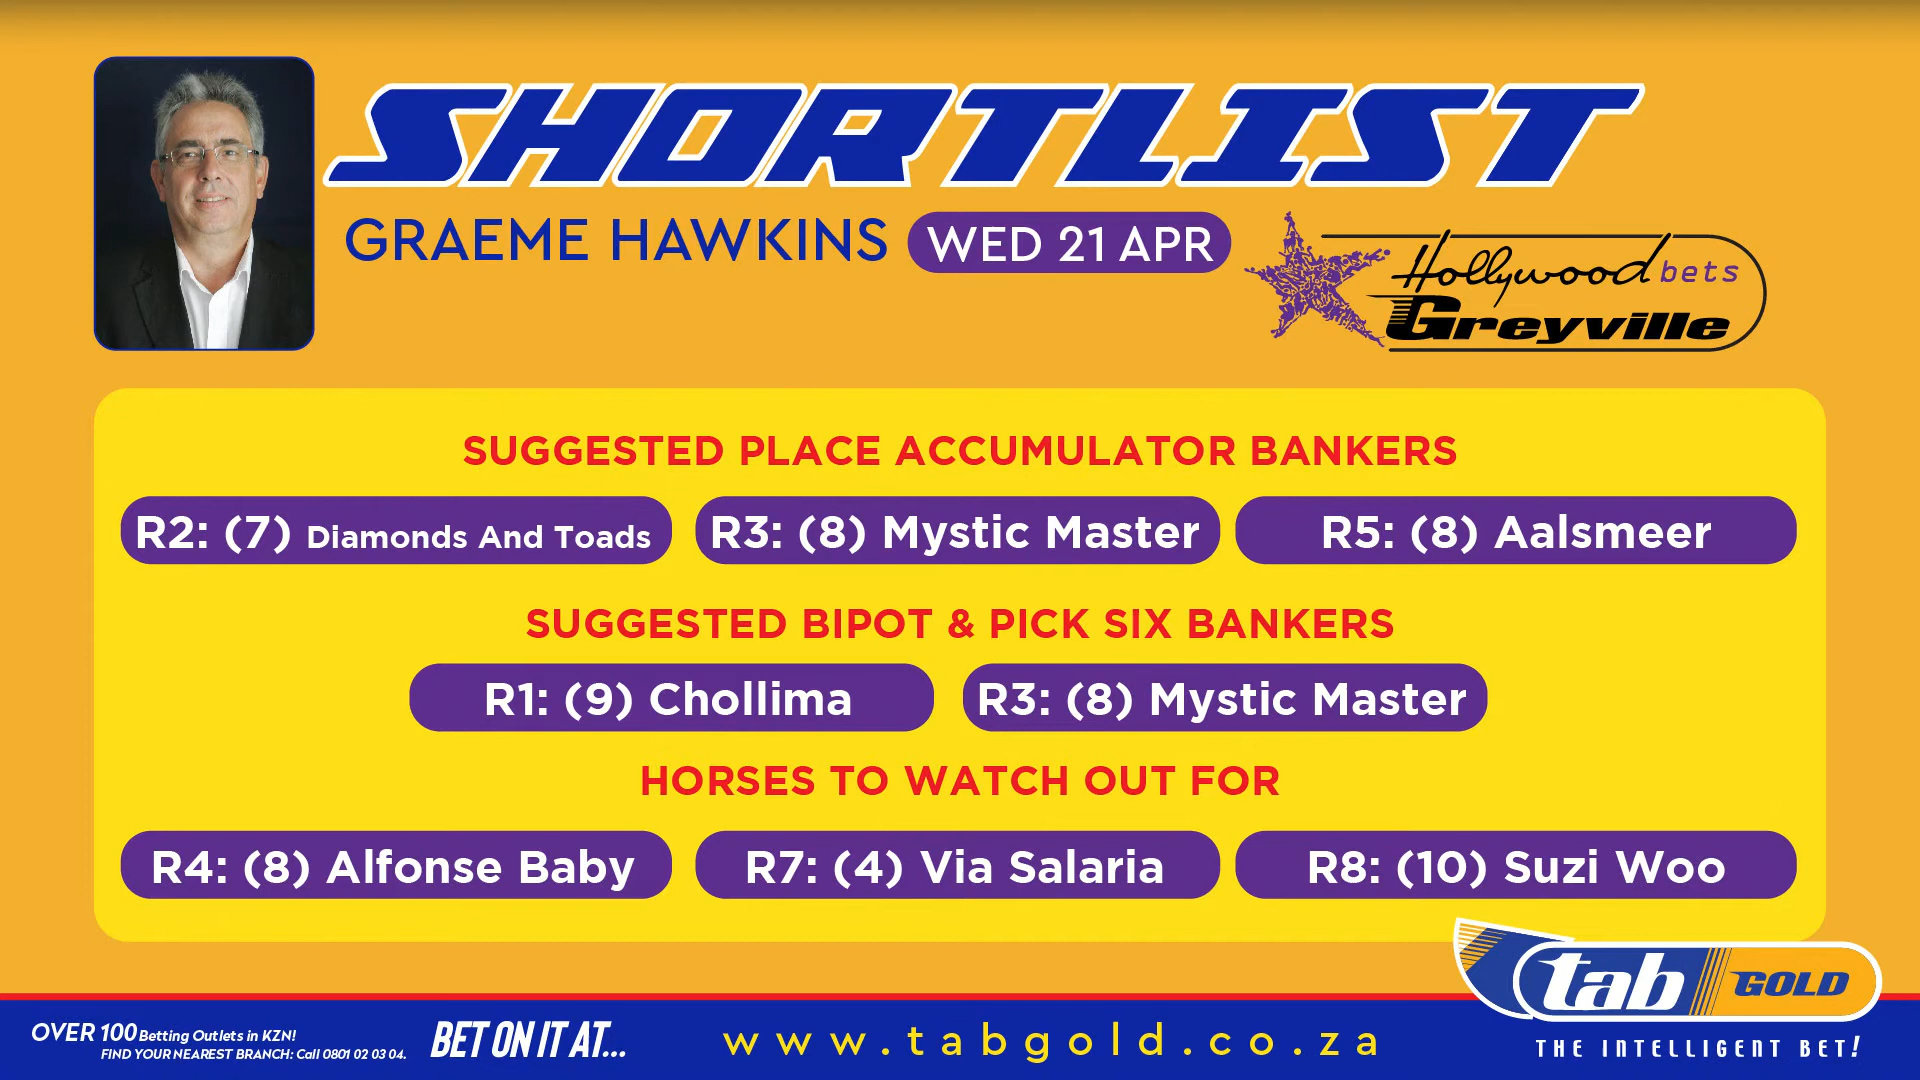 SHORTLIST
GRAEME HAWKINS WED 21 APR
Hollywoodbets
Greyville
SUGGESTED PLACE ACCUMULATOR BANKERS
R2: (7) Diamonds And Toads R3: (8) Mystic Master R5: (8) Aalsmeer
SUGGESTED BIPOT & PICK SIX BANKERS
R1: (9) Chollima R3: (8) Mystic Master
HORSES TO WATCH OUT FOR
R4: (8) Alfonse Baby R7: (4) Via Salaria R8: (10) Suzi Woo
tab GOLD
OVER 100 Betting Outlets in KZN!
FIND YOUR NEAREST BRANCH: Call 0801 02 03 04.
BET ON IT AT...
www.tabgold.co.za
THE INTELLIGENT BET!